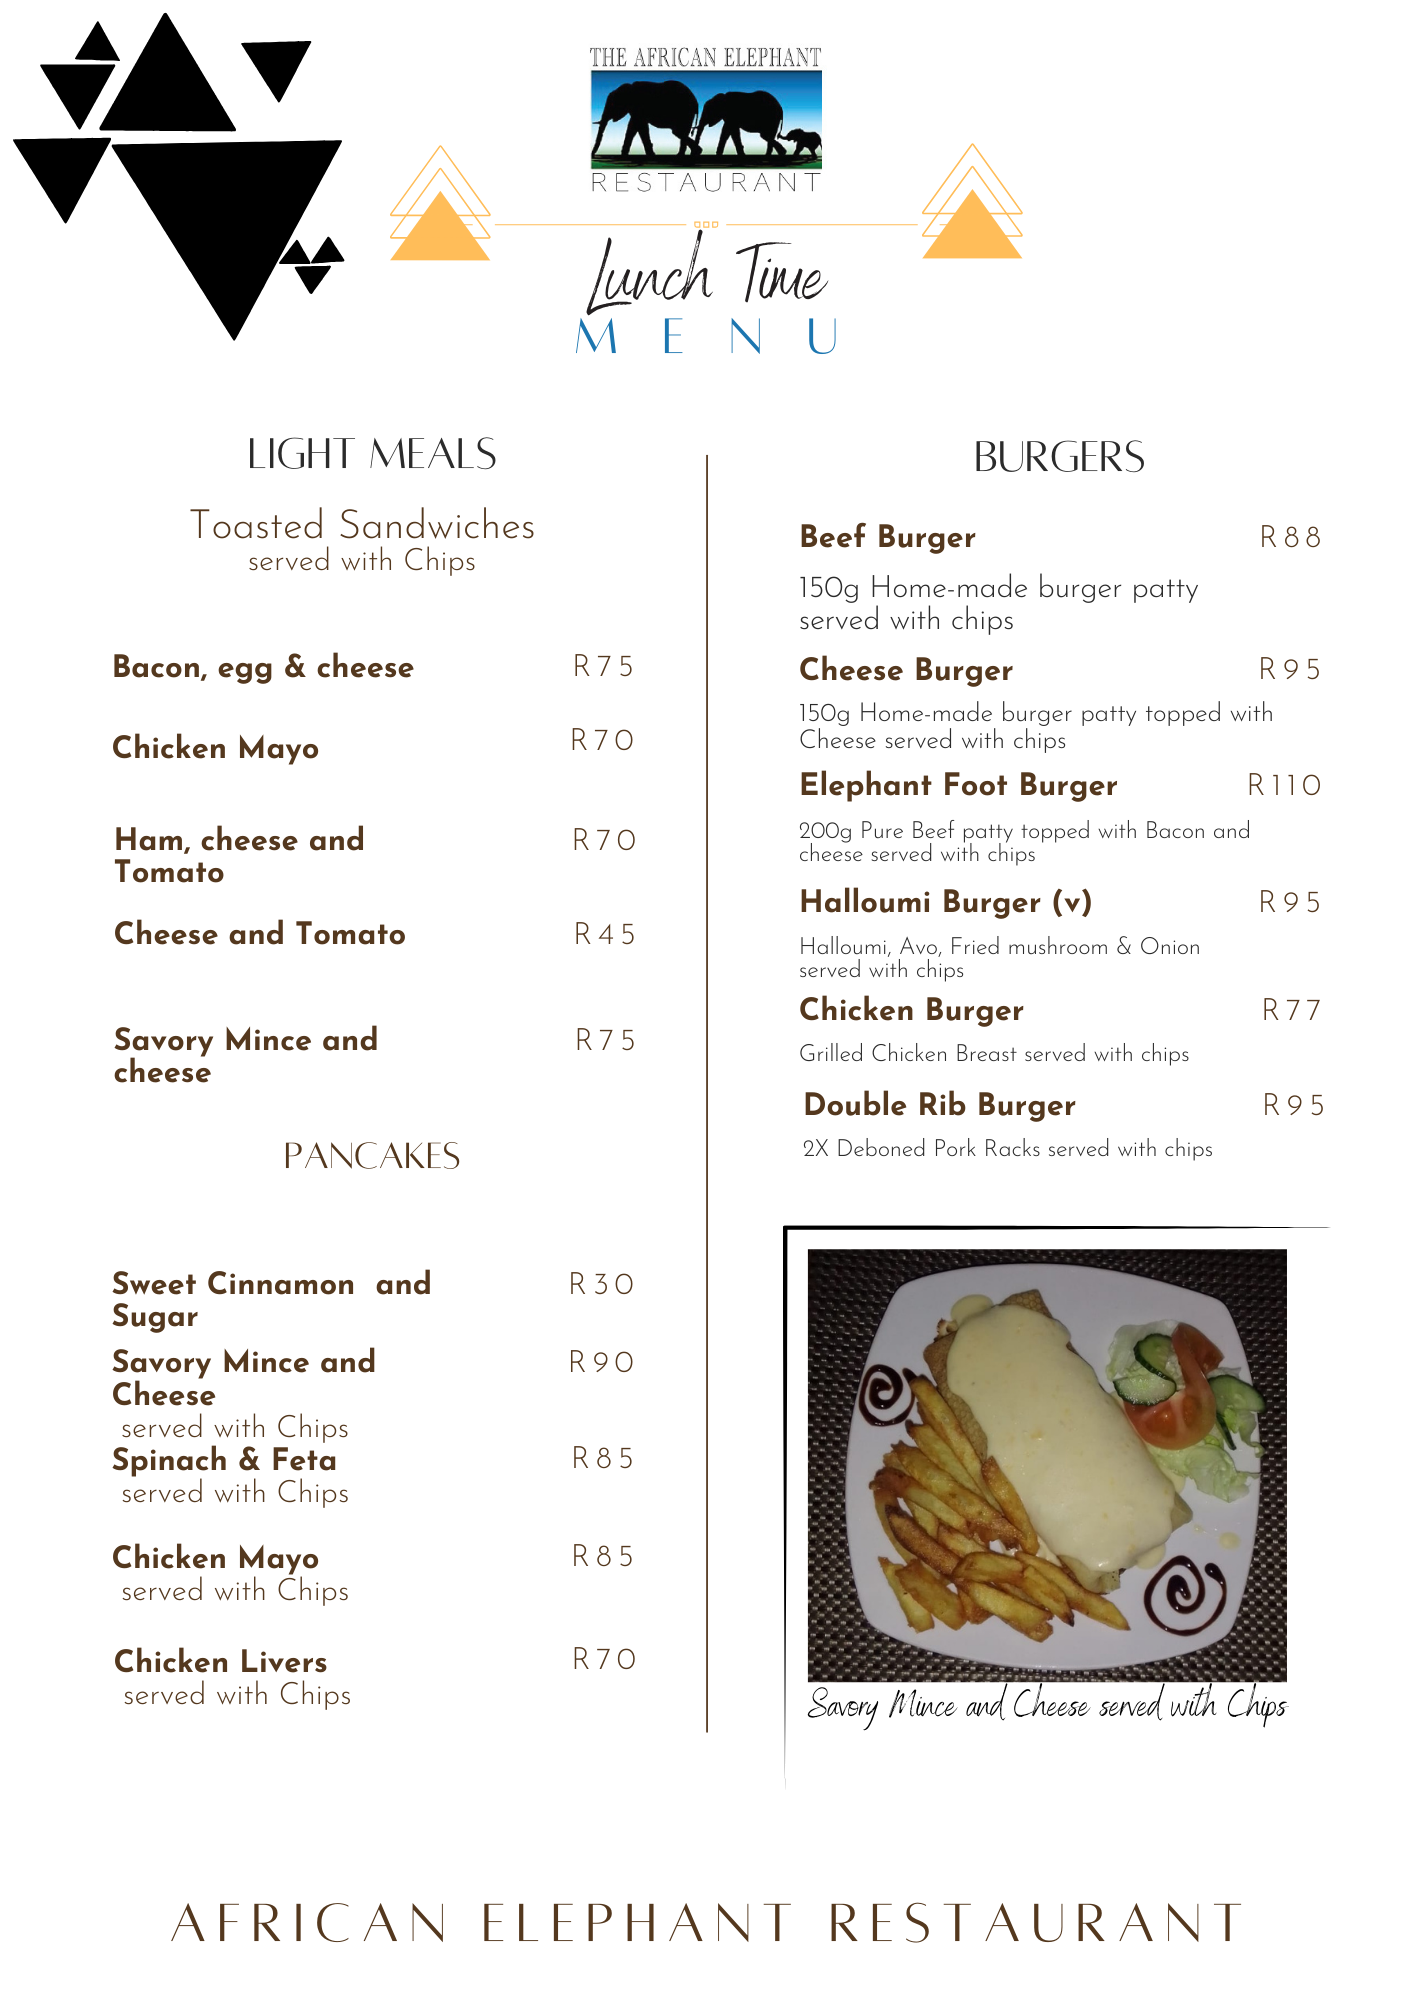 THE AFRICAN ELEPHANT
RESTAURANT
Lunch Time
MENU
LIGHT MEALS
Toasted Sandwiches
served with Chips
Bacon, egg & cheese R75
Chicken Mayo R70
Ham, cheese and R70
Tomato
Cheese and Tomato R45
Savory Mince and R75
cheese
PANCAKES
Sweet Cinnamon and R30
Sugar
Savory Mince and R90
Cheese
served with Chips
Spinach & Feta R85
served with Chips
Chicken Mayo R85
served with Chips
Chicken Livers R70
served with Chips
BURGERS
Beef Burger R88
150g Home-made burger patty
served with chips
Cheese Burger R95
150g Home-made burger patty topped with
Cheese served with chips
Elephant Foot Burger R110
200g Pure Beef patty topped with Bacon and
cheese served with chips
Halloumi Burger (v) R95
Halloumi, Avo, Fried mushroom & Onion
served with chips
Chicken Burger R77
Grilled Chicken Breast served with chips
Double Rib Burger R95
2X Deboned Pork Racks served with chips
Savory Mince and Cheese served with Chips
AFRICAN ELEPHANT RESTAURANT